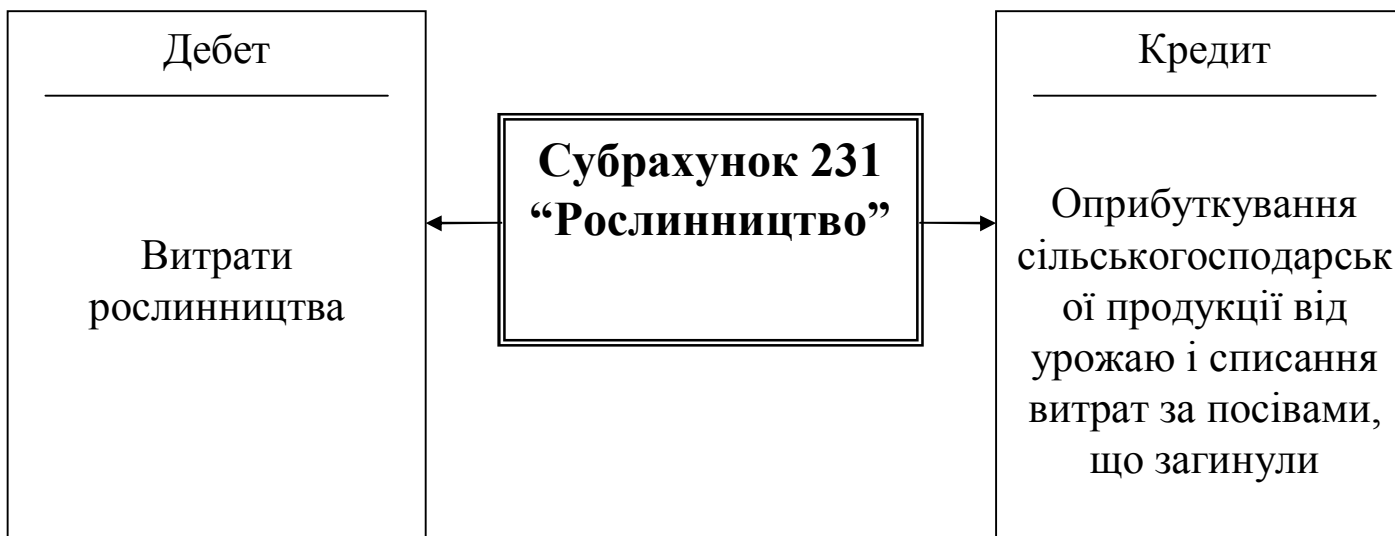 Дебет
Витрати
рослинництва
Субрахунок 231
“Рослинництво”
Кредит
Оприбуткування
сільськогосподарськ
ої продукції від
урожаю і списання
витрат за посівами,
що загинули